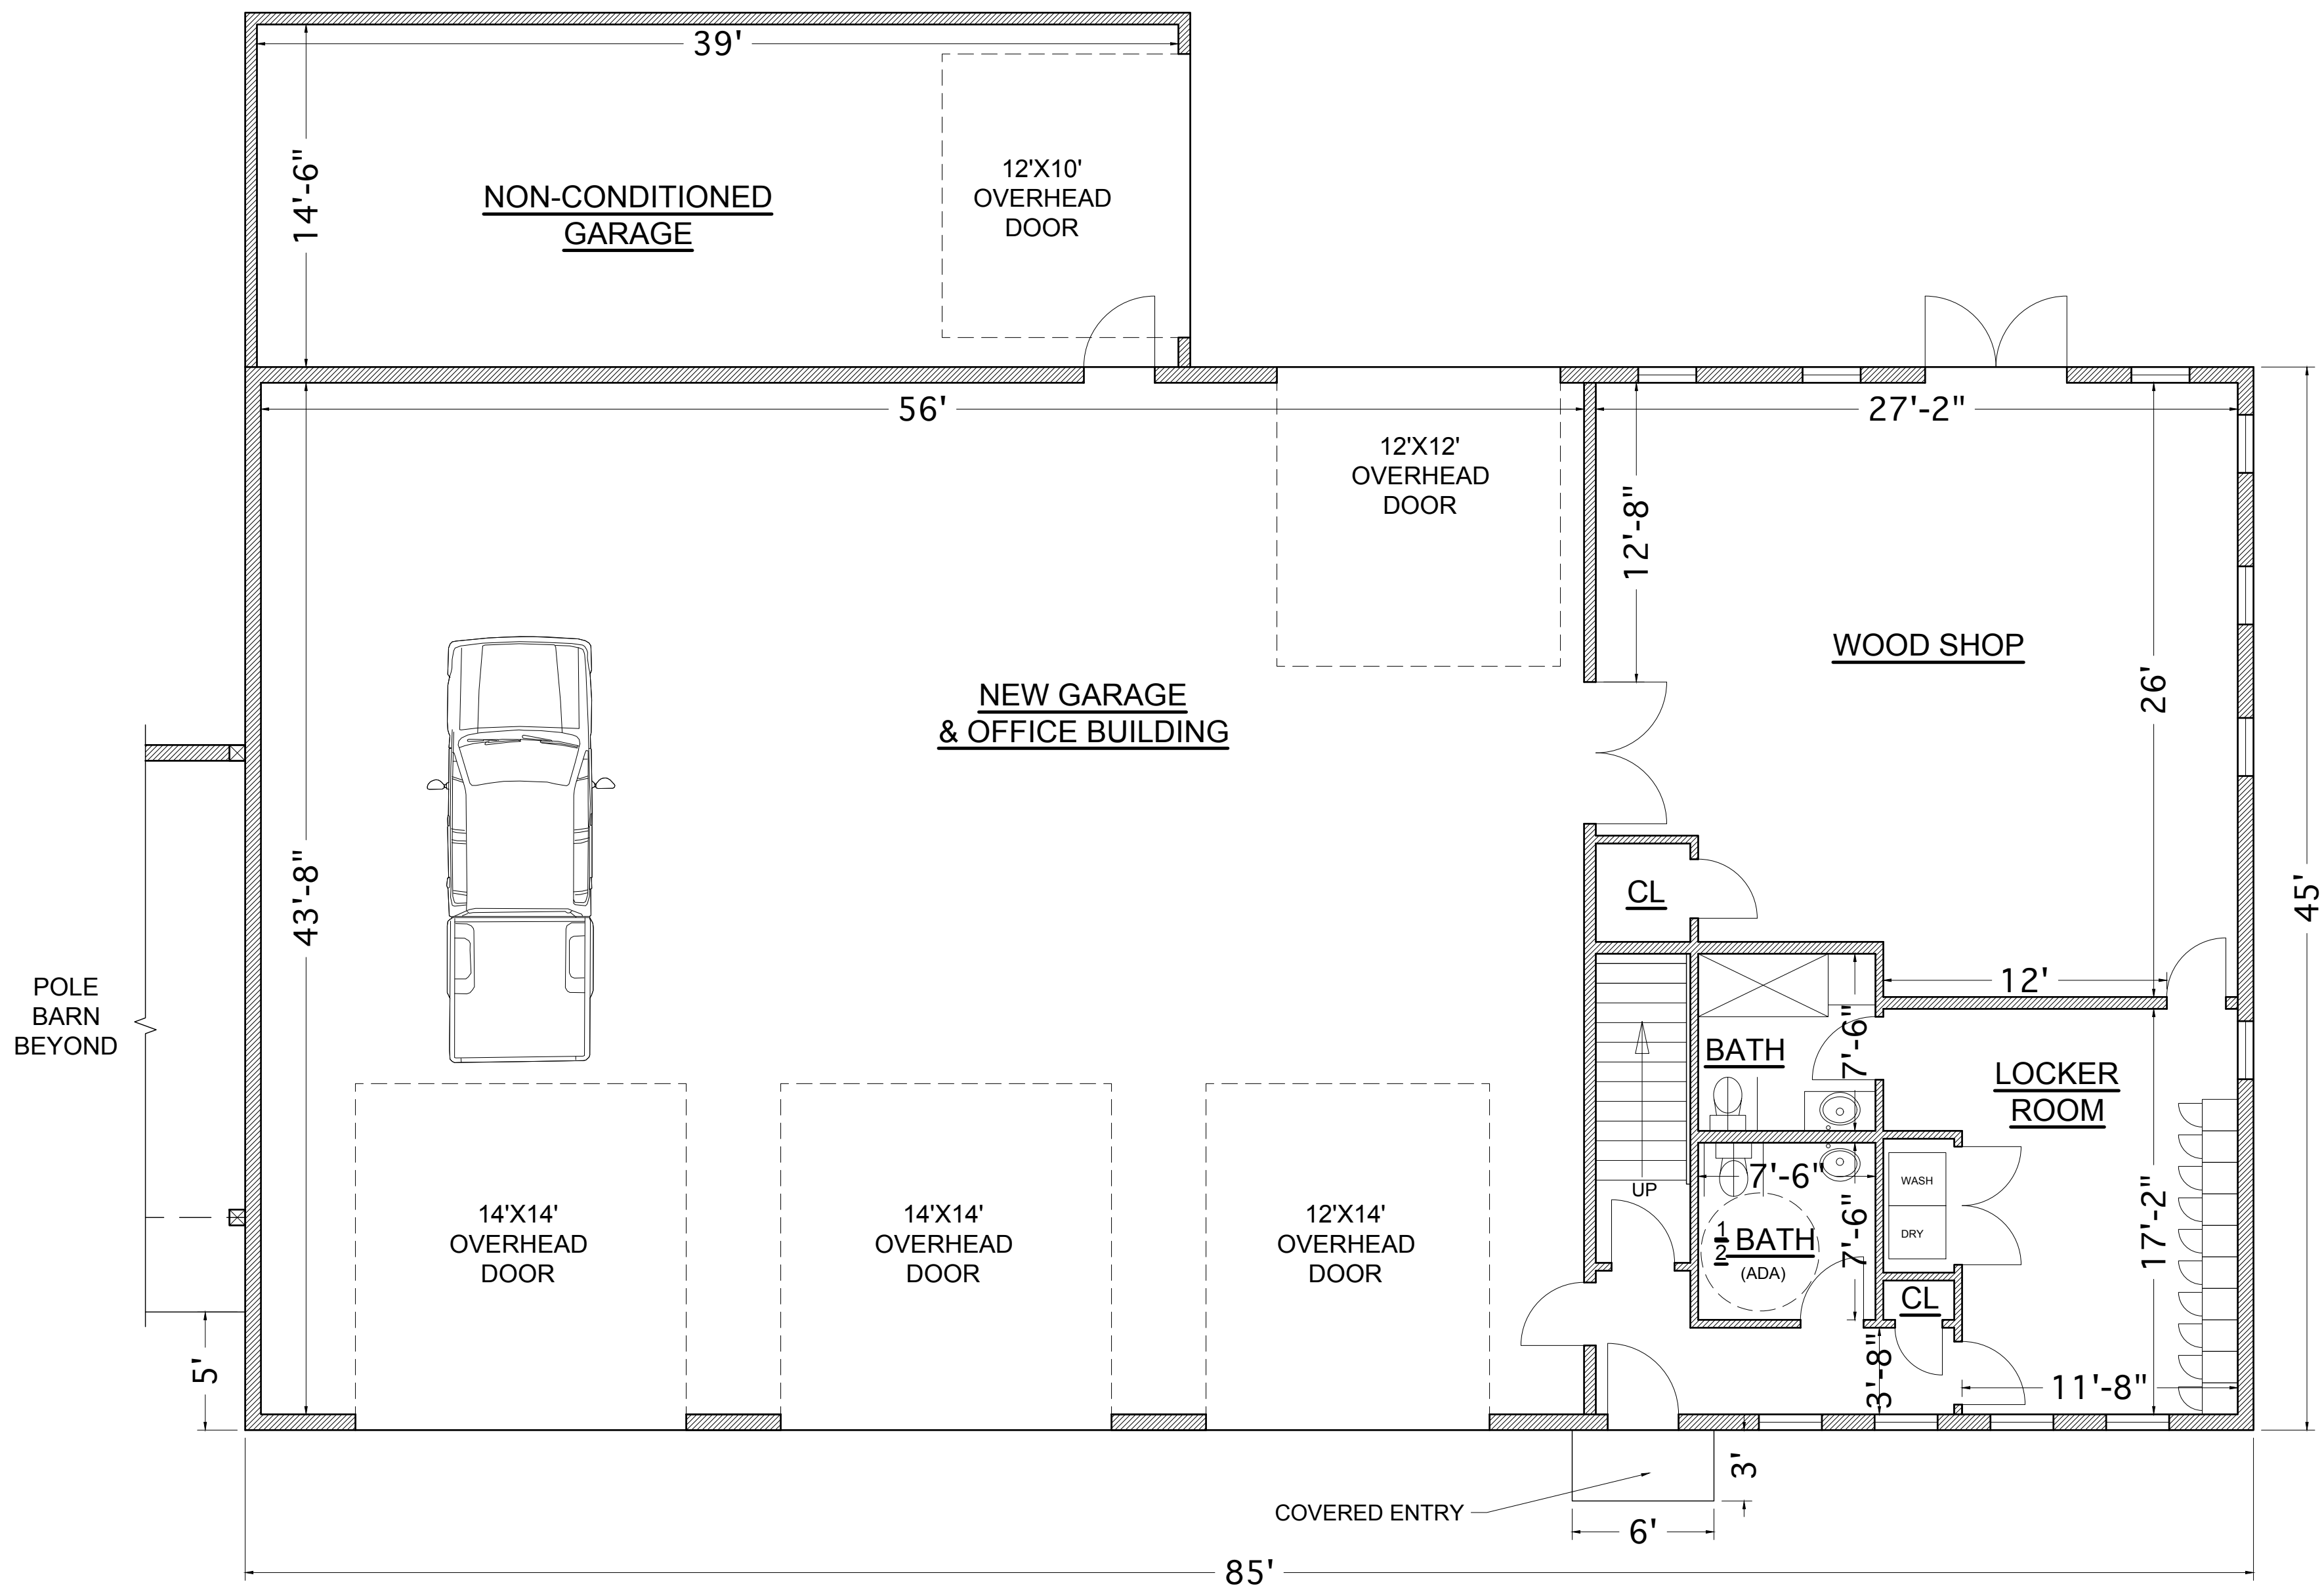 39'
14'-6"
NON-CONDITIONED
GARAGE
12'X10'
OVERHEAD
DOOR
56'
27'-2"
12'X12'
OVERHEAD
DOOR
12'-8"
WOOD SHOP
26'
NEW GARAGE
& OFFICE BUILDING
43'-8"
45'
CL
12'
POLE
BARN
BEYOND
BATH
7'-6"
LOCKER
ROOM
UP
7'-6"
WASH
DRY
1/2 BATH
(ADA)
7'-6"
17'-2"
14'X14'
OVERHEAD
DOOR
14'X14'
OVERHEAD
DOOR
12'X14'
OVERHEAD
DOOR
CL
5'
3'-8"
11'-8"
3'
COVERED ENTRY
6'
85'